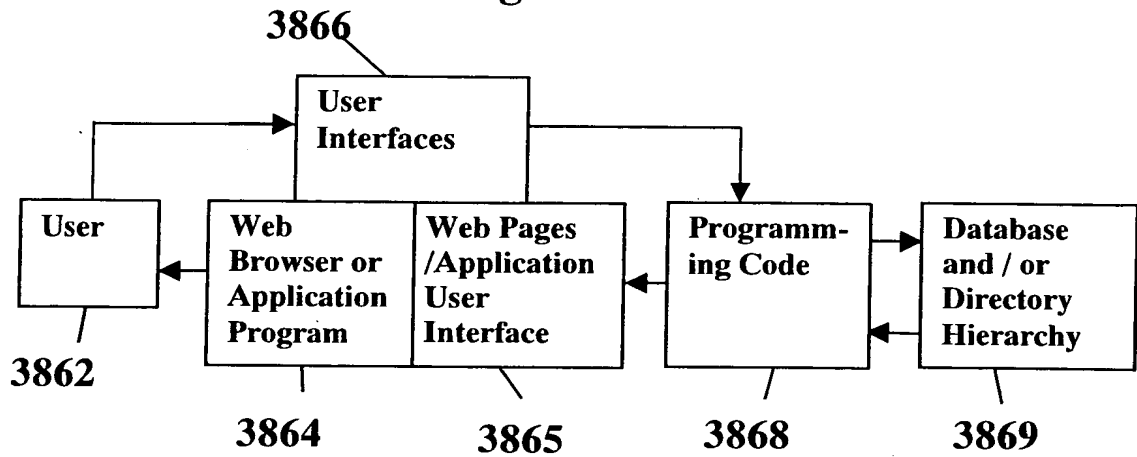 3866
User
Interfaces
User
Web
Browser or
Application
Program
Web Pages
/Application
User
Interface
Programm-
ing Code
Database
and / or
Directory
Hierarchy
3862
3864
3865
3868
3869